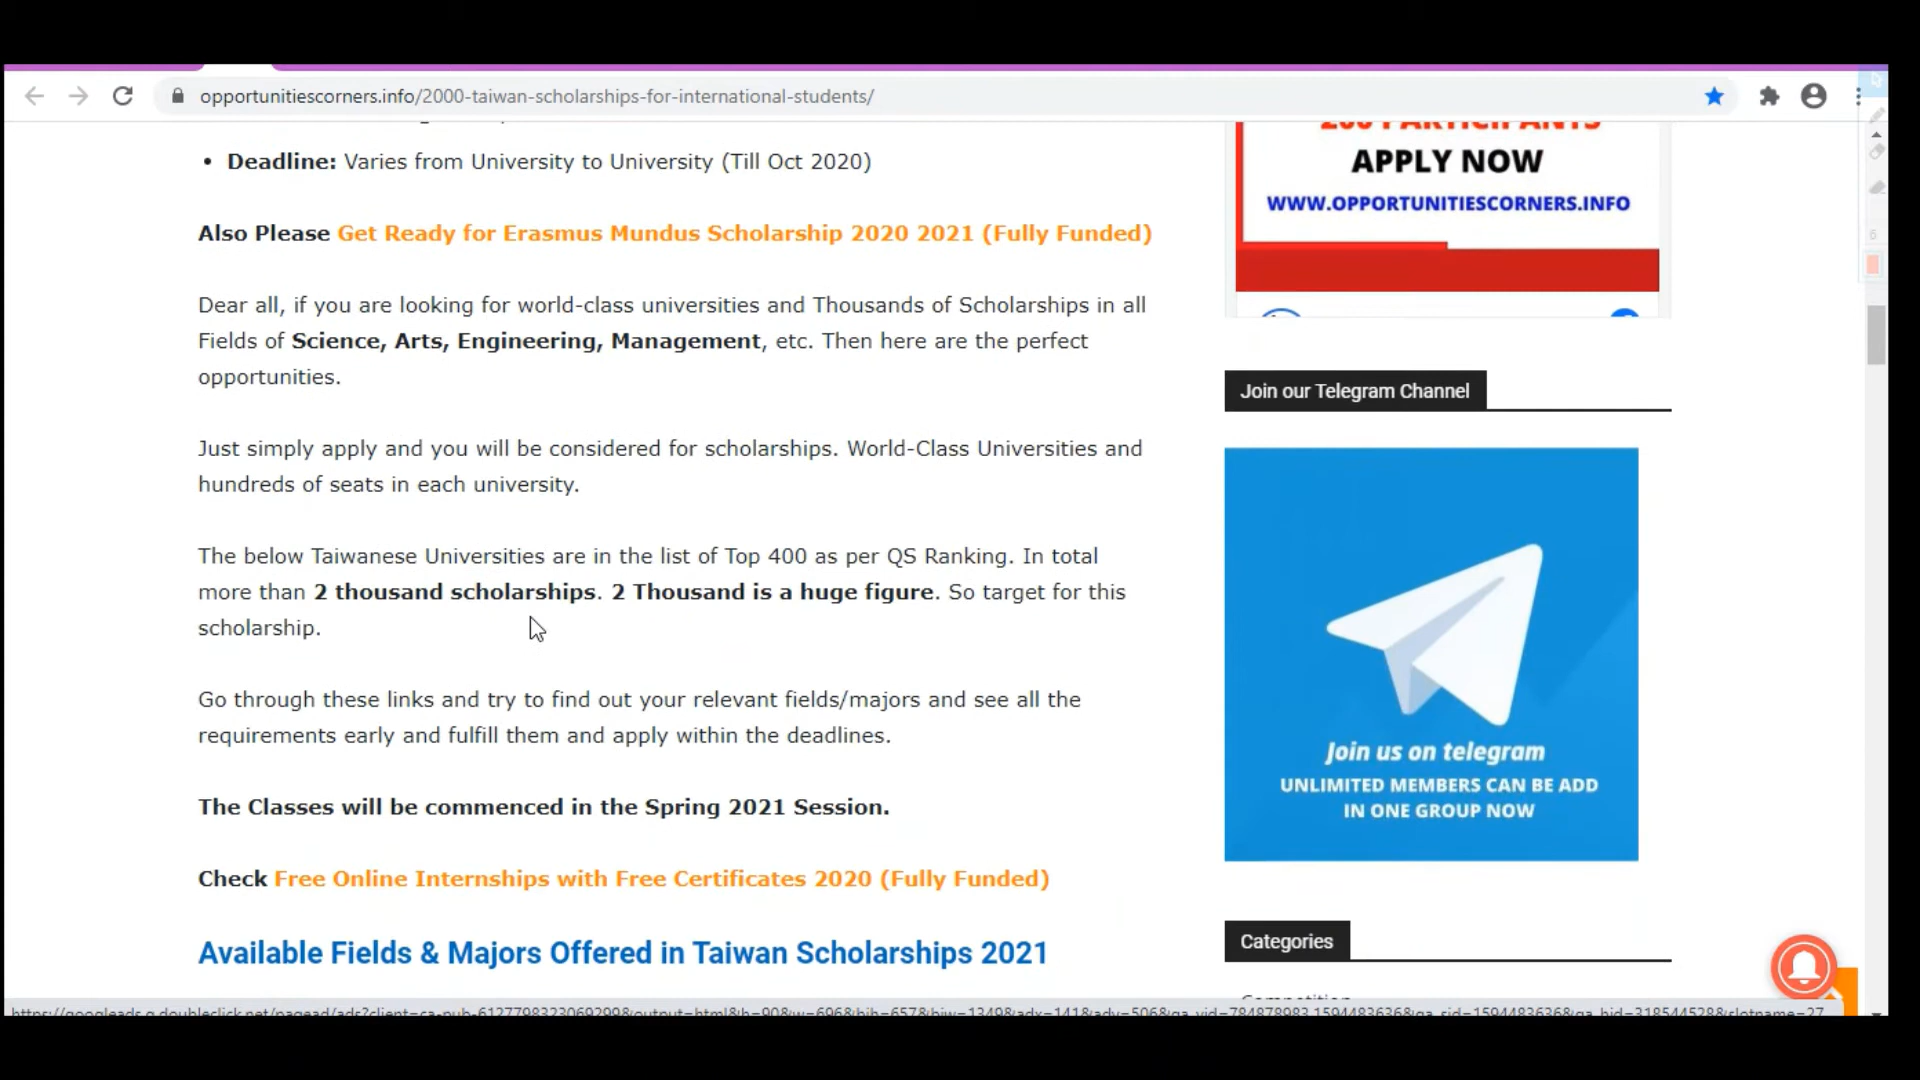 opportunitiescorners.info/2000-taiwan-scholarships-for-international-students/
• Deadline: Varies from University to University (Till Oct 2020)
Also Please Get Ready for Erasmus Mundus Scholarship 2020 2021 (Fully Funded)
Dear all, if you are looking for world-class universities and Thousands of Scholarships in all
Fields of Science, Arts, Engineering, Management, etc. Then here are the perfect
opportunities.
Just simply apply and you will be considered for scholarships. World-Class Universities and
hundreds of seats in each university.
The below Taiwanese Universities are in the list of Top 400 as per QS Ranking. In total
more than 2 thousand scholarships. 2 Thousand is a huge figure. So target for this
scholarship.
Go through these links and try to find out your relevant fields/majors and see all the
requirements early and fulfill them and apply within the deadlines.
The Classes will be commenced in the Spring 2021 Session.
Check Free Online Internships with Free Certificates 2020 (Fully Funded)
Available Fields & Majors Offered in Taiwan Scholarships 2021
200 PARTICIPANTS
APPLY NOW
WWW.OPPORTUNITIESCORNERS.INFO
Join our Telegram Channel
Join us on telegram
UNLIMITED MEMBERS CAN BE ADD
IN ONE GROUP NOW
Categories
Competition
6